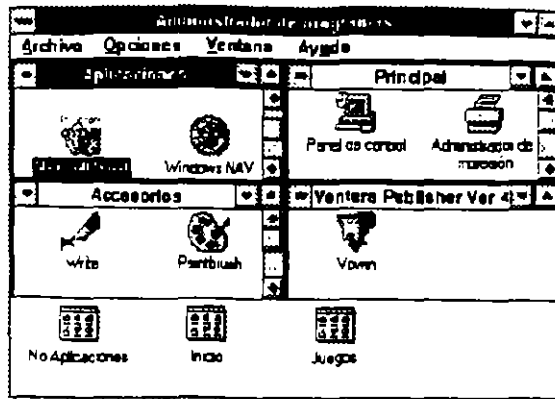 Administrador de programas
Archivo Opciones Ventana Ayuda
Aplicaciones
Principal
Windows NAV
Panel de control
Administrador de impresión
Accesorios
Ventura Publisher Ver 4
Write
Paintbrush
Vpwin
No Aplicaciones
Inicio
Juegos